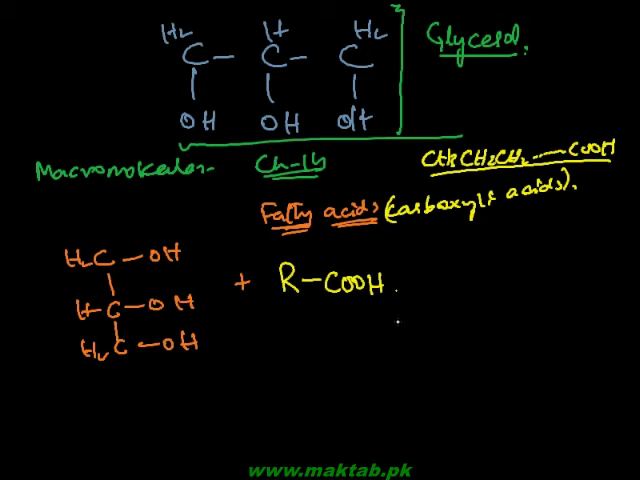 H2 H H2
C — C — C Glycerol.
OH OH OH
Macromolecules- Ch-14
CH3CH2CH2 ---- COOH
Fatty acids (carboxylic acids).
H2C — OH
H C — OH + R — COOH.
H2C — OH
www.maktab.pk